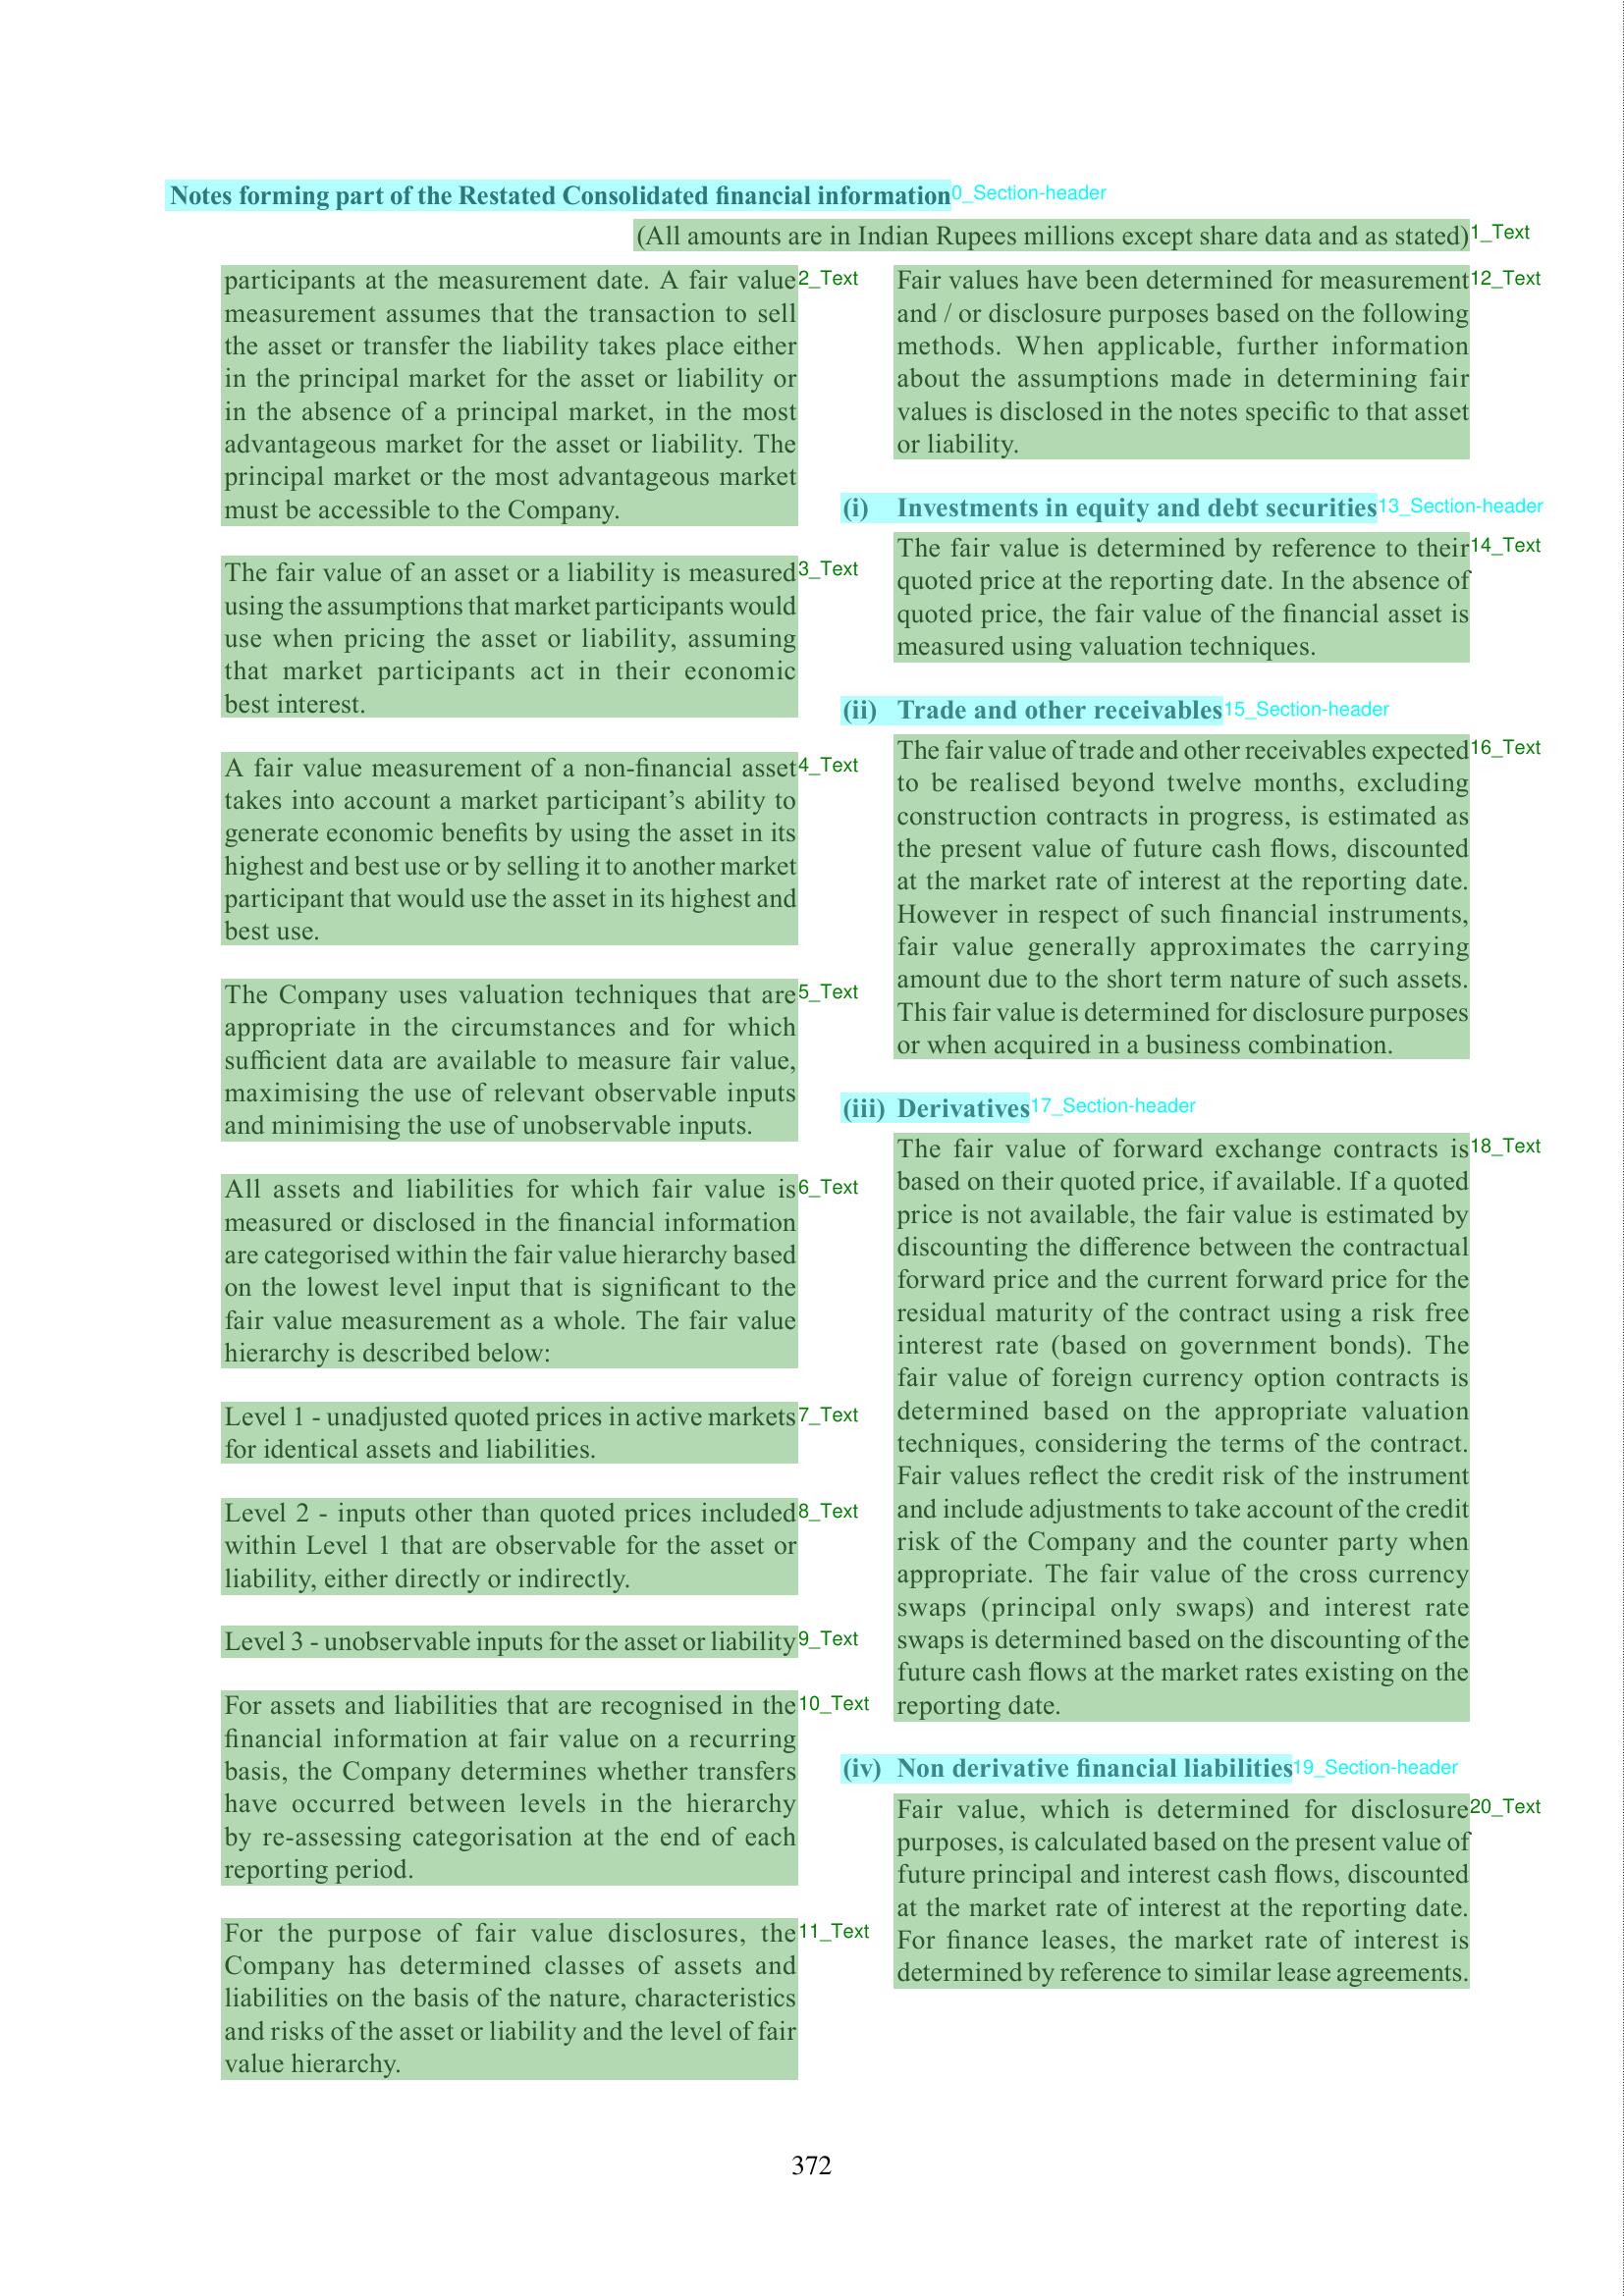 Notes forming part of the Restated Consolidated financial information 0_Section-header
(All amounts are in Indian Rupees millions except share data and as stated) 1_Text
participants at the measurement date. A fair value 2_Text
measurement assumes that the transaction to sell
the asset or transfer the liability takes place either
in the principal market for the asset or liability or
in the absence of a principal market, in the most
advantageous market for the asset or liability. The
principal market or the most advantageous market
must be accessible to the Company.
The fair value of an asset or a liability is measured 3_Text
using the assumptions that market participants would
use when pricing the asset or liability, assuming
that market participants act in their economic
best interest.
A fair value measurement of a non-financial asset 4_Text
takes into account a market participant’s ability to
generate economic benefits by using the asset in its
highest and best use or by selling it to another market
participant that would use the asset in its highest and
best use.
The Company uses valuation techniques that are 5_Text
appropriate in the circumstances and for which
sufficient data are available to measure fair value,
maximising the use of relevant observable inputs
and minimising the use of unobservable inputs.
All assets and liabilities for which fair value is 6_Text
measured or disclosed in the financial information
are categorised within the fair value hierarchy based
on the lowest level input that is significant to the
fair value measurement as a whole. The fair value
hierarchy is described below:
Level 1 - unadjusted quoted prices in active markets 7_Text
for identical assets and liabilities.
Level 2 - inputs other than quoted prices included 8_Text
within Level 1 that are observable for the asset or
liability, either directly or indirectly.
Level 3 - unobservable inputs for the asset or liability 9_Text
For assets and liabilities that are recognised in the 10_Text
financial information at fair value on a recurring
basis, the Company determines whether transfers
have occurred between levels in the hierarchy
by re-assessing categorisation at the end of each
reporting period.
For the purpose of fair value disclosures, the 11_Text
Company has determined classes of assets and
liabilities on the basis of the nature, characteristics
and risks of the asset or liability and the level of fair
value hierarchy.
Fair values have been determined for measurement 12_Text
and / or disclosure purposes based on the following
methods. When applicable, further information
about the assumptions made in determining fair
values is disclosed in the notes specific to that asset
or liability.
(i) Investments in equity and debt securities 13_Section-header
The fair value is determined by reference to their 14_Text
quoted price at the reporting date. In the absence of
quoted price, the fair value of the financial asset is
measured using valuation techniques.
(ii) Trade and other receivables 15_Section-header
The fair value of trade and other receivables expected 16_Text
to be realised beyond twelve months, excluding
construction contracts in progress, is estimated as
the present value of future cash flows, discounted
at the market rate of interest at the reporting date.
However in respect of such financial instruments,
fair value generally approximates the carrying
amount due to the short term nature of such assets.
This fair value is determined for disclosure purposes
or when acquired in a business combination.
(iii) Derivatives 17_Section-header
The fair value of forward exchange contracts is 18_Text
based on their quoted price, if available. If a quoted
price is not available, the fair value is estimated by
discounting the difference between the contractual
forward price and the current forward price for the
residual maturity of the contract using a risk free
interest rate (based on government bonds). The
fair value of foreign currency option contracts is
determined based on the appropriate valuation
techniques, considering the terms of the contract.
Fair values reflect the credit risk of the instrument
and include adjustments to take account of the credit
risk of the Company and the counter party when
appropriate. The fair value of the cross currency
swaps (principal only swaps) and interest rate
swaps is determined based on the discounting of the
future cash flows at the market rates existing on the
reporting date.
(iv) Non derivative financial liabilities 19_Section-header
Fair value, which is determined for disclosure 20_Text
purposes, is calculated based on the present value of
future principal and interest cash flows, discounted
at the market rate of interest at the reporting date.
For finance leases, the market rate of interest is
determined by reference to similar lease agreements.
372